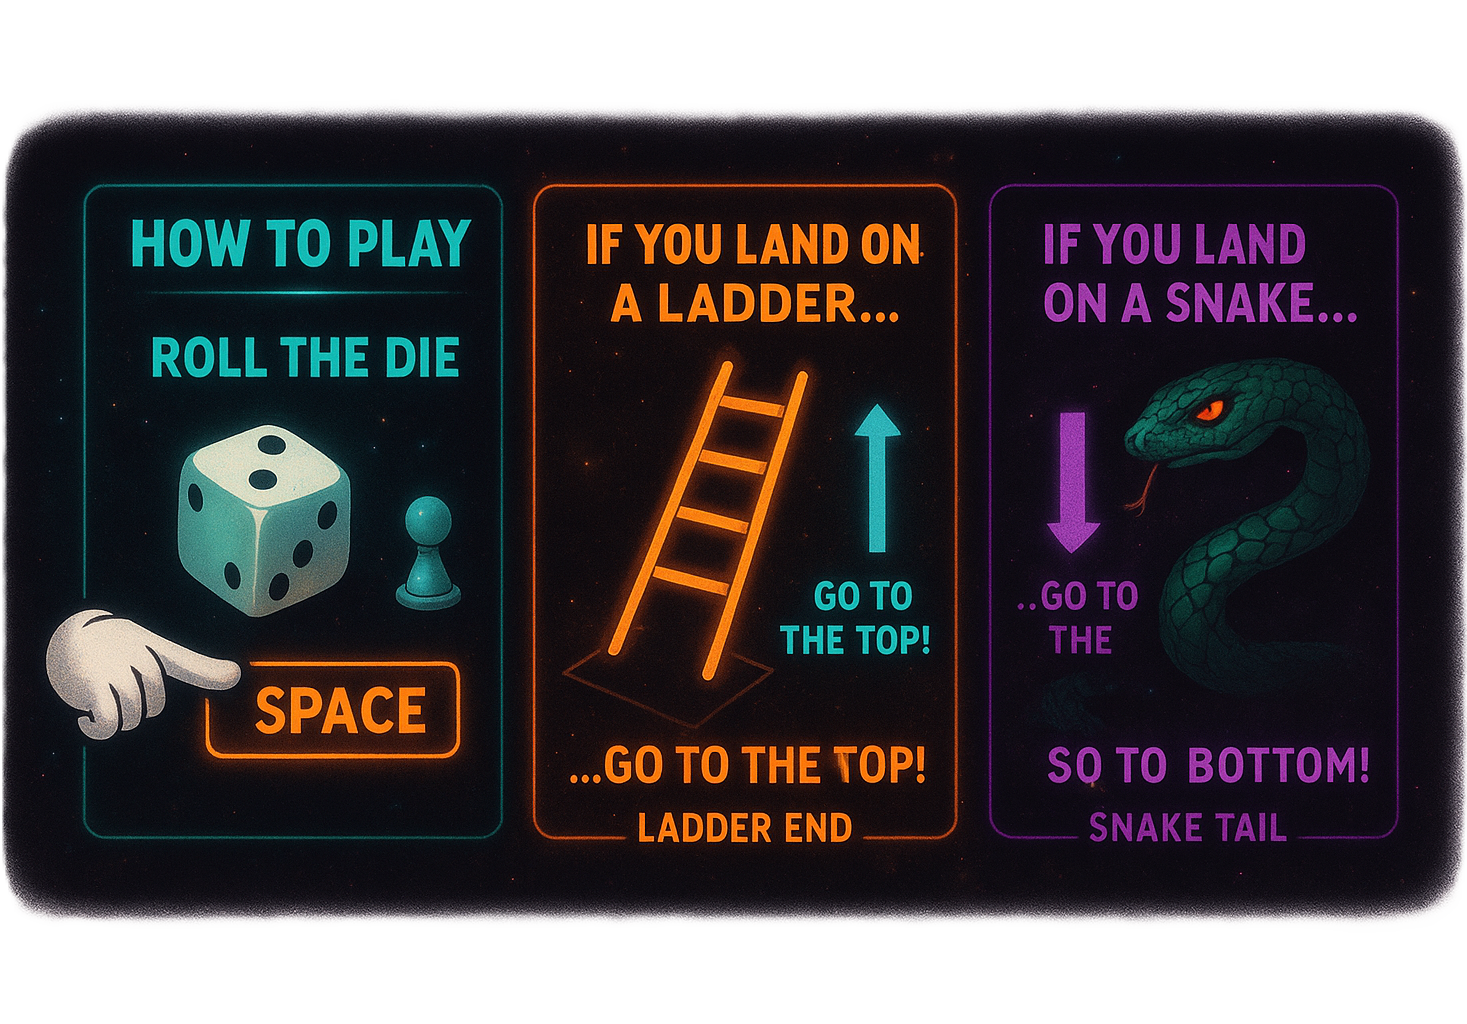 HOW TO PLAY
ROLL THE DIE
SPACE
IF YOU LAND ON
A LADDER...
GO TO
THE TOP!
...GO TO THE TOP!
LADDER END
IF YOU LAND
ON A SNAKE...
..GO TO
THE
SO TO BOTTOM!
SNAKE TAIL